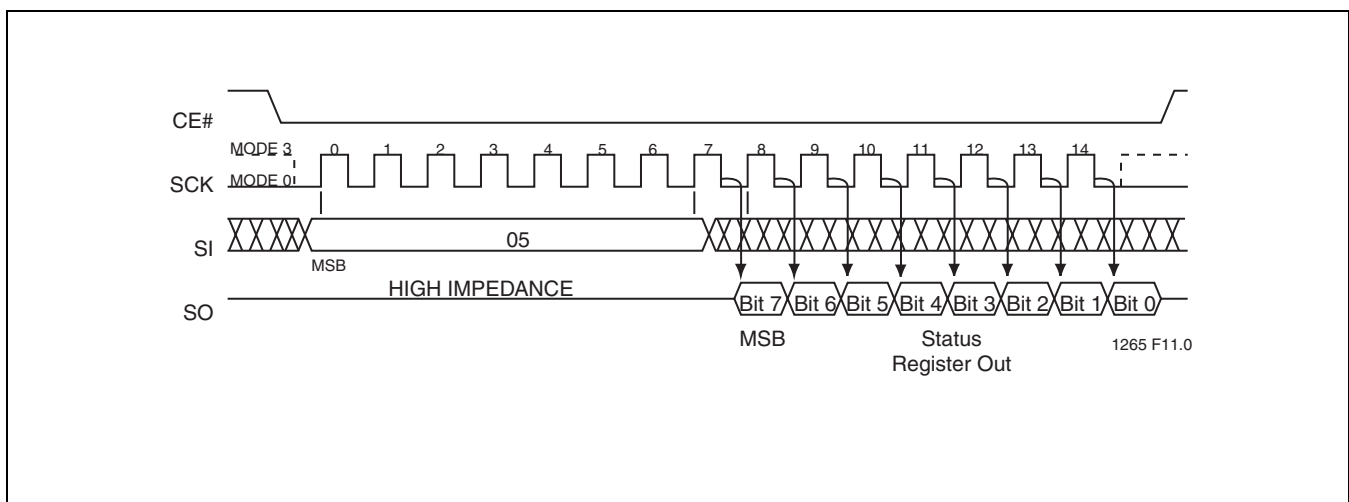 CE#
MODE 3 0 1 2 3 4 5 6 7 8 9 10 11 12 13 14
SCK MODE 0
SI 05
MSB
HIGH IMPEDANCE
SO Bit 7 Bit 6 Bit 5 Bit 4 Bit 3 Bit 2 Bit 1 Bit 0
MSB Status
Register Out
1265 F11.0